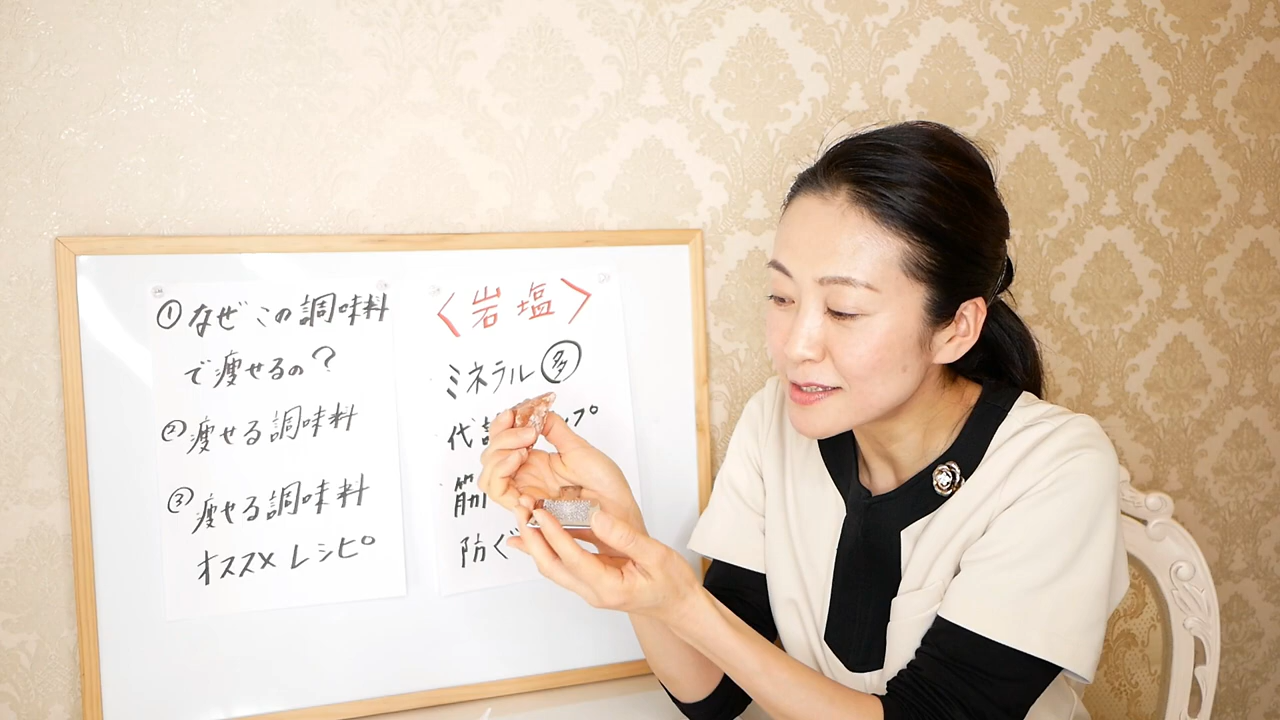 ①なぜこの調味料
で痩せるの?
②痩せる調味料
③痩せる調味料
オススメレシピ
〈岩塩〉
ミネラル 多
代
筋
防ぐ